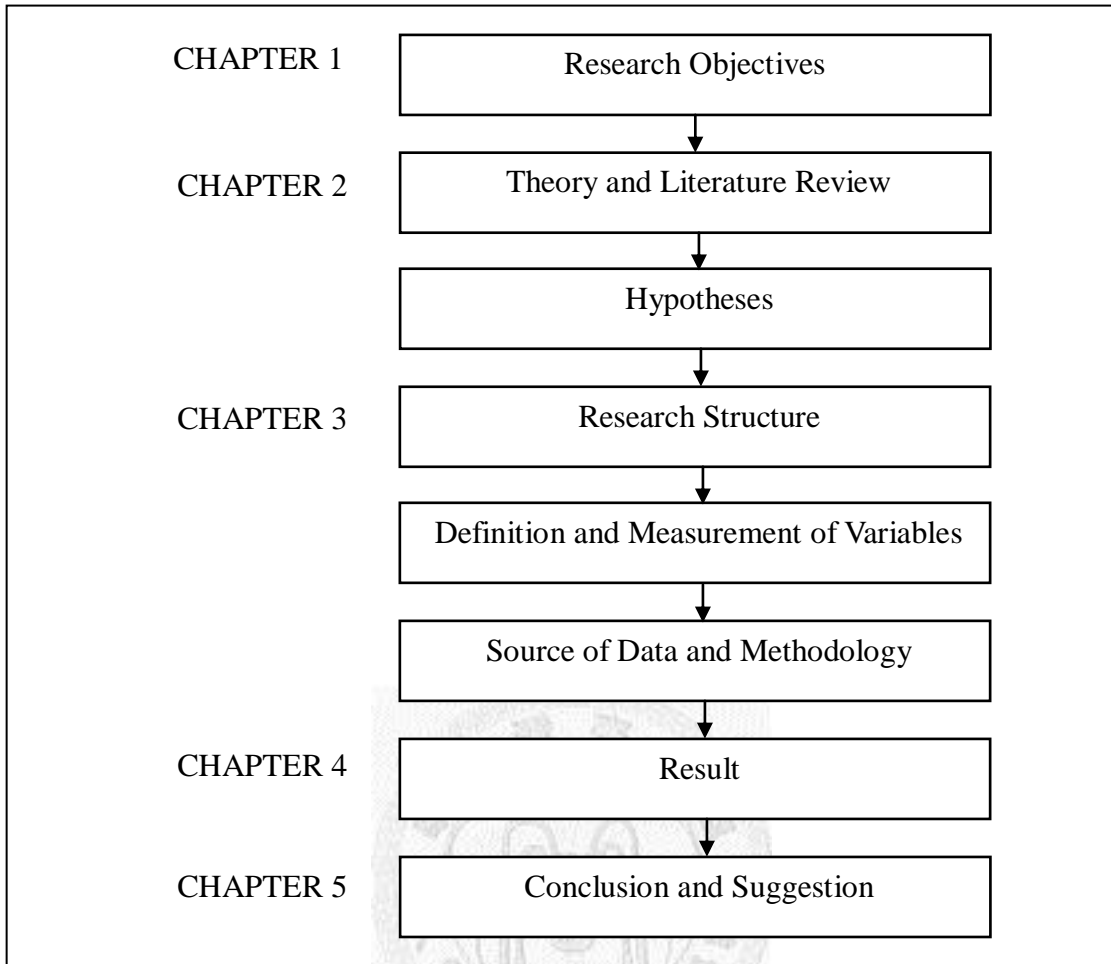 CHAPTER 1
Research Objectives
CHAPTER 2
Theory and Literature Review
Hypotheses
CHAPTER 3
Research Structure
Definition and Measurement of Variables
Source of Data and Methodology
CHAPTER 4
Result
CHAPTER 5
Conclusion and Suggestion